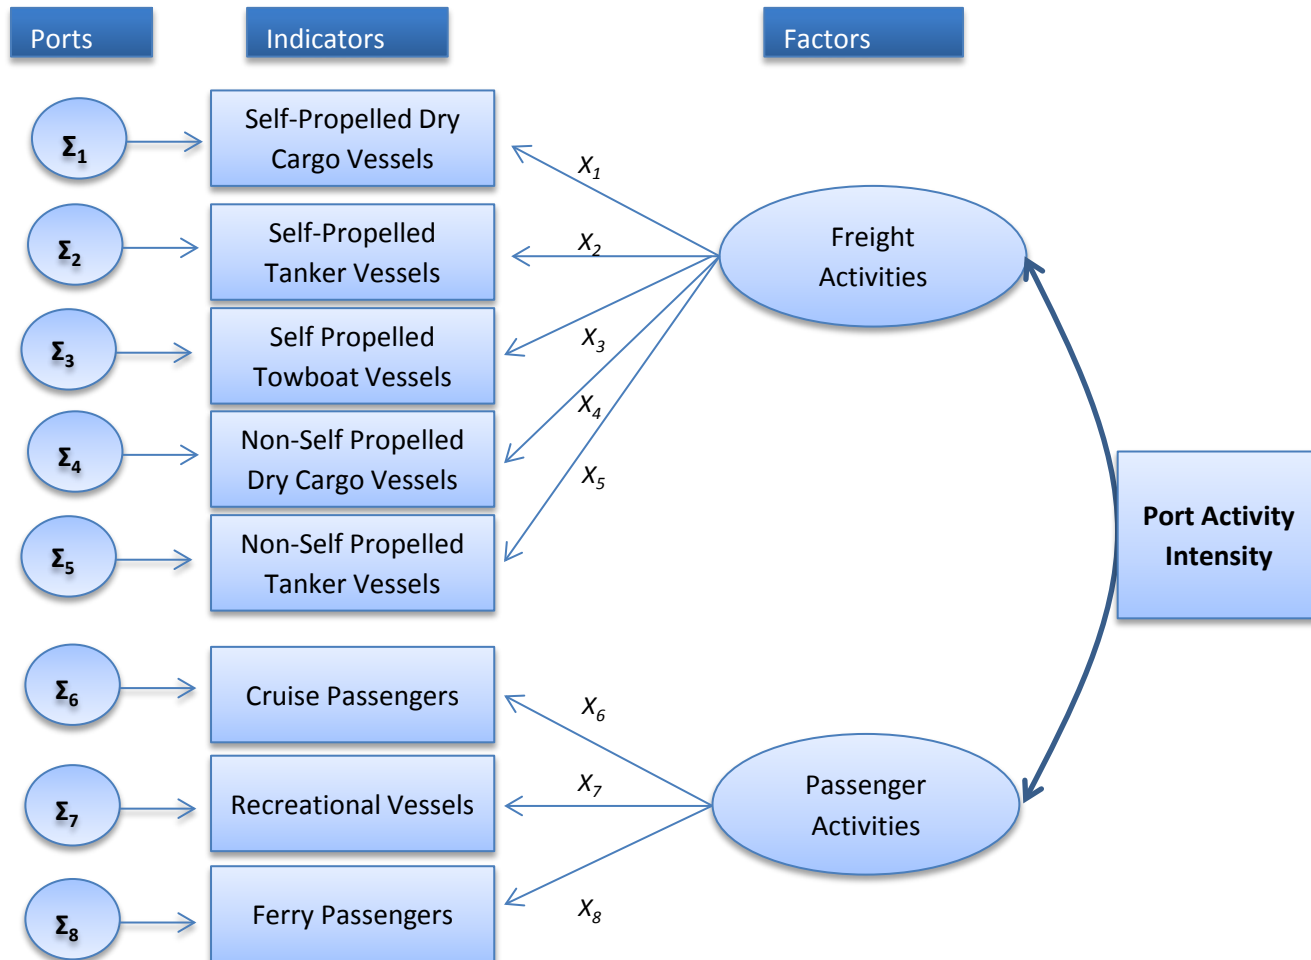 Ports
Indicators
Factors
Σ1
Self-Propelled Dry
Cargo Vessels
X1
Σ2
Self-Propelled
Tanker Vessels
X2
Freight
Activities
Σ3
Self Propelled
Towboat Vessels
X3
Σ4
Non-Self Propelled
Dry Cargo Vessels
X4
Σ5
Non-Self Propelled
Tanker Vessels
X5
Port Activity
Intensity
Σ6
Cruise Passengers
X6
Σ7
Recreational Vessels
X7
Passenger
Activities
Σ8
Ferry Passengers
X8